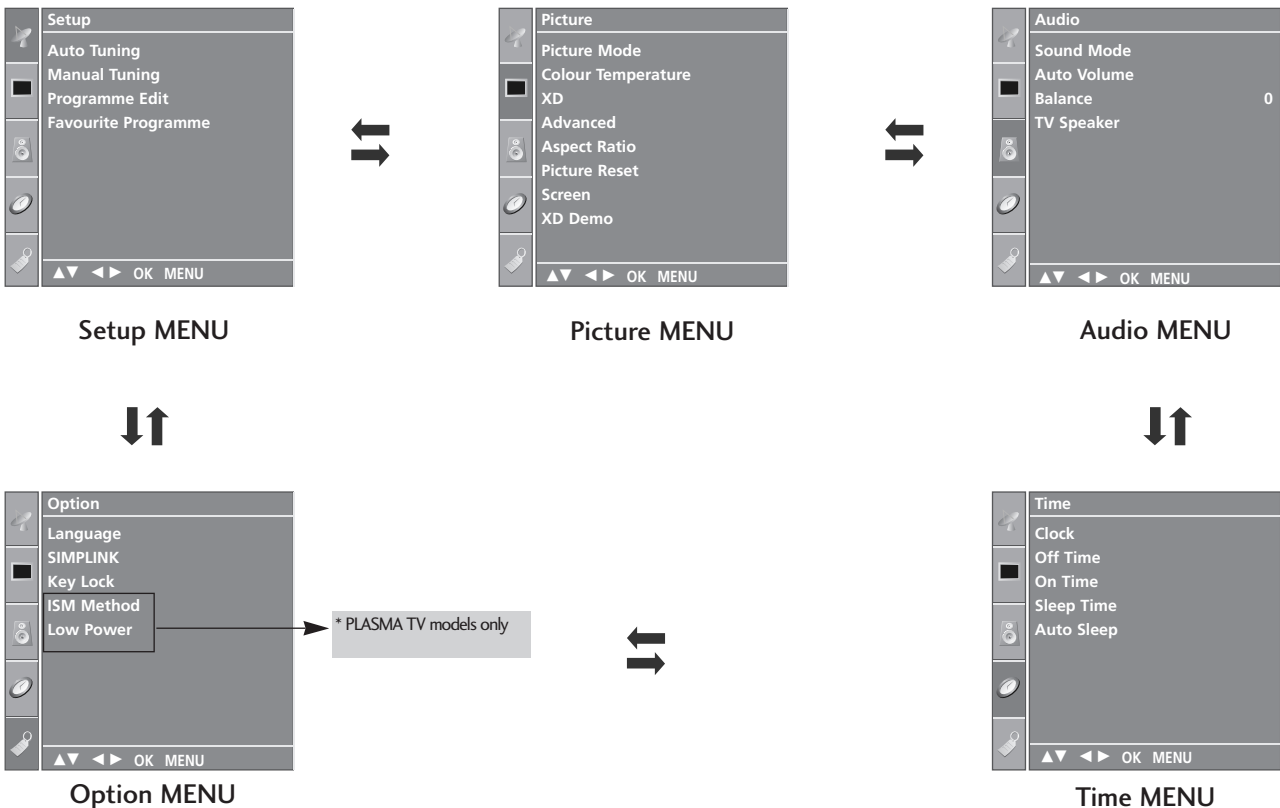 Setup
Auto Tuning
Manual Tuning
Programme Edit
Favourite Programme
▲▼ ◄► OK MENU
Setup MENU
Picture
Picture Mode
Colour Temperature
XD
Advanced
Aspect Ratio
Picture Reset
Screen
XD Demo
▲▼ ◄► OK MENU
Picture MENU
Audio
Sound Mode
Auto Volume
Balance 0
TV Speaker
▲▼ ◄► OK MENU
Audio MENU
Option
Language
SIMPLINK
Key Lock
ISM Method
Low Power
* PLASMA TV models only
▲▼ ◄► OK MENU
Option MENU
Time
Clock
Off Time
On Time
Sleep Time
Auto Sleep
▲▼ ◄► OK MENU
Time MENU